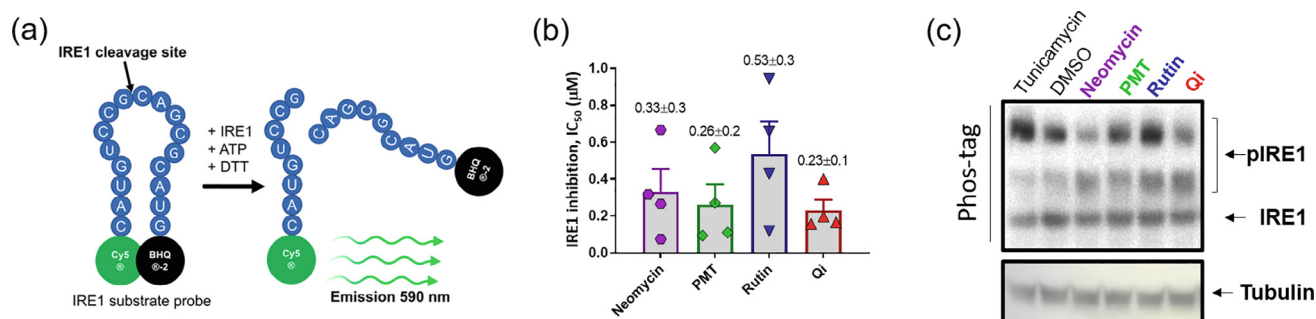 (a)
IRE1 cleavage site
C A U G U C C G C A G C G C A U G
+ IRE1
+ ATP
+ DTT
C A U G U C C G
C A G C G C A U G
Cy5
®
BHQ
®-2
Cy5
®
BHQ
®-2
IRE1 substrate probe
Emission 590 nm
(b)
IRE1 inhibition, IC50 (μM)
1.0
0.8
0.6
0.4
0.2
0.0
0.33±0.3
0.26±0.2
0.53±0.3
0.23±0.1
Neomycin
PMT
Rutin
Qi
(c)
Tunicamycin
DMSO
Neomycin
PMT
Rutin
Qi
Phos-tag
pIRE1
IRE1
Tubulin